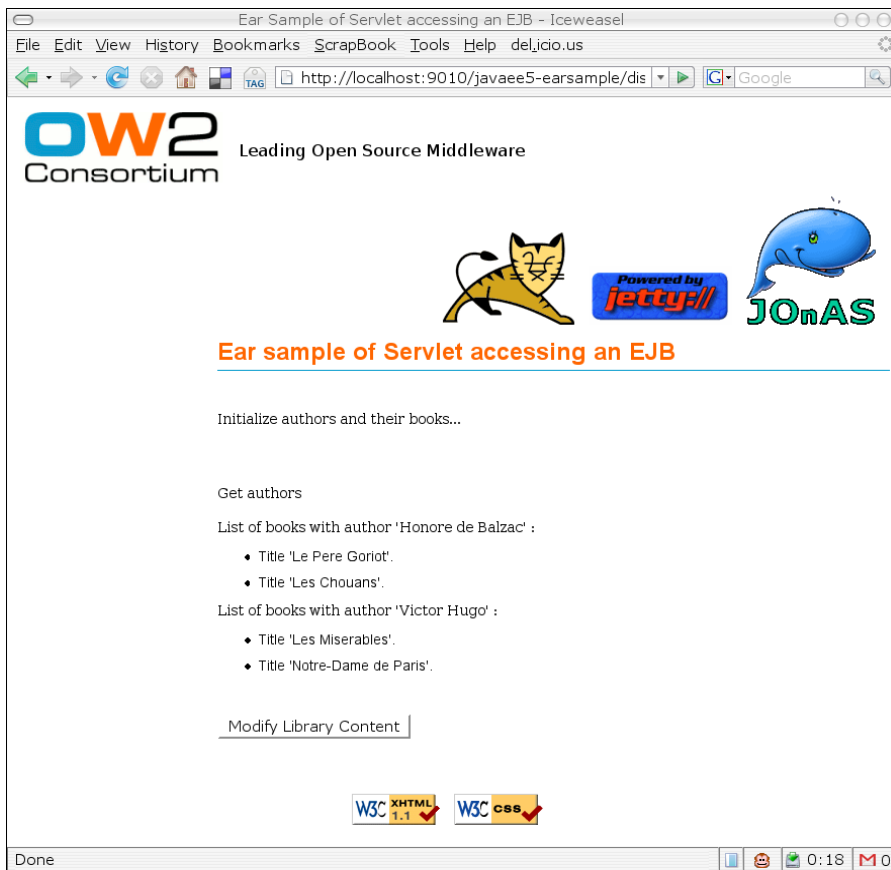 Ear Sample of Servlet accessing an EJB - Iceweasel
File Edit View History Bookmarks ScrapBook Tools Help del.icio.us
TAG http://localhost:9010/javaee5-earsample/dis G Google
OW2
Consortium
Leading Open Source Middleware
Powered by
jetty://
JOnAS
Ear sample of Servlet accessing an EJB
Initialize authors and their books...
Get authors
List of books with author 'Honore de Balzac' :
• Title 'Le Pere Goriot'.
• Title 'Les Chouans'.
List of books with author 'Victor Hugo' :
• Title 'Les Miserables'.
• Title 'Notre-Dame de Paris'.
Modify Library Content
W3C XHTML 1.1 W3C css
Done 0:18 M 0